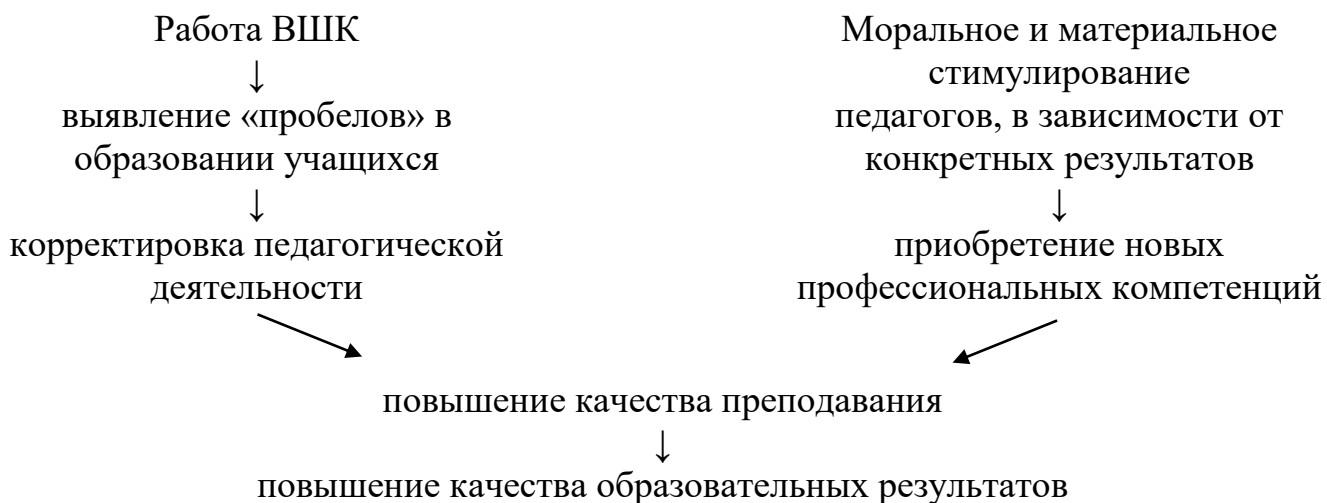 Работа ВШК
↓
выявление «пробелов» в
образовании учащихся
↓
корректировка педагогической
деятельности
Моральное и материальное
стимулирование
педагогов, в зависимости от
конкретных результатов
↓
приобретение новых
профессиональных компетенций
повышение качества преподавания
↓
повышение качества образовательных результатов